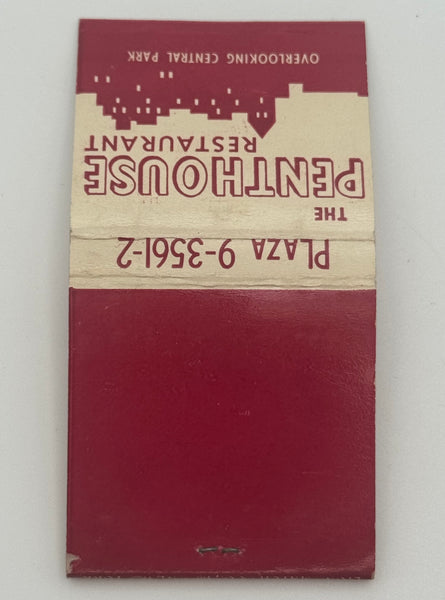 PLAZA 9-3561-2
THE
PENTHOUSE
RESTAURANT
OVERLOOKING CENTRAL PARK